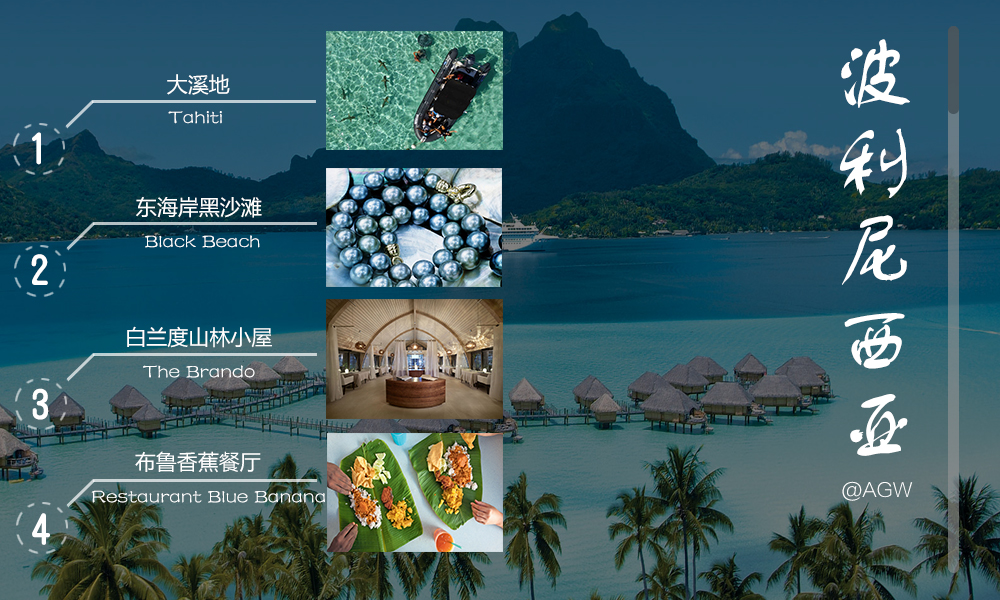 波利尼西亚
@AGW
1
大溪地
Tahiti
2
东海岸黑沙滩
Black Beach
3
白兰度山林小屋
The Brando
4
布鲁香蕉餐厅
Restaurant Blue Banana